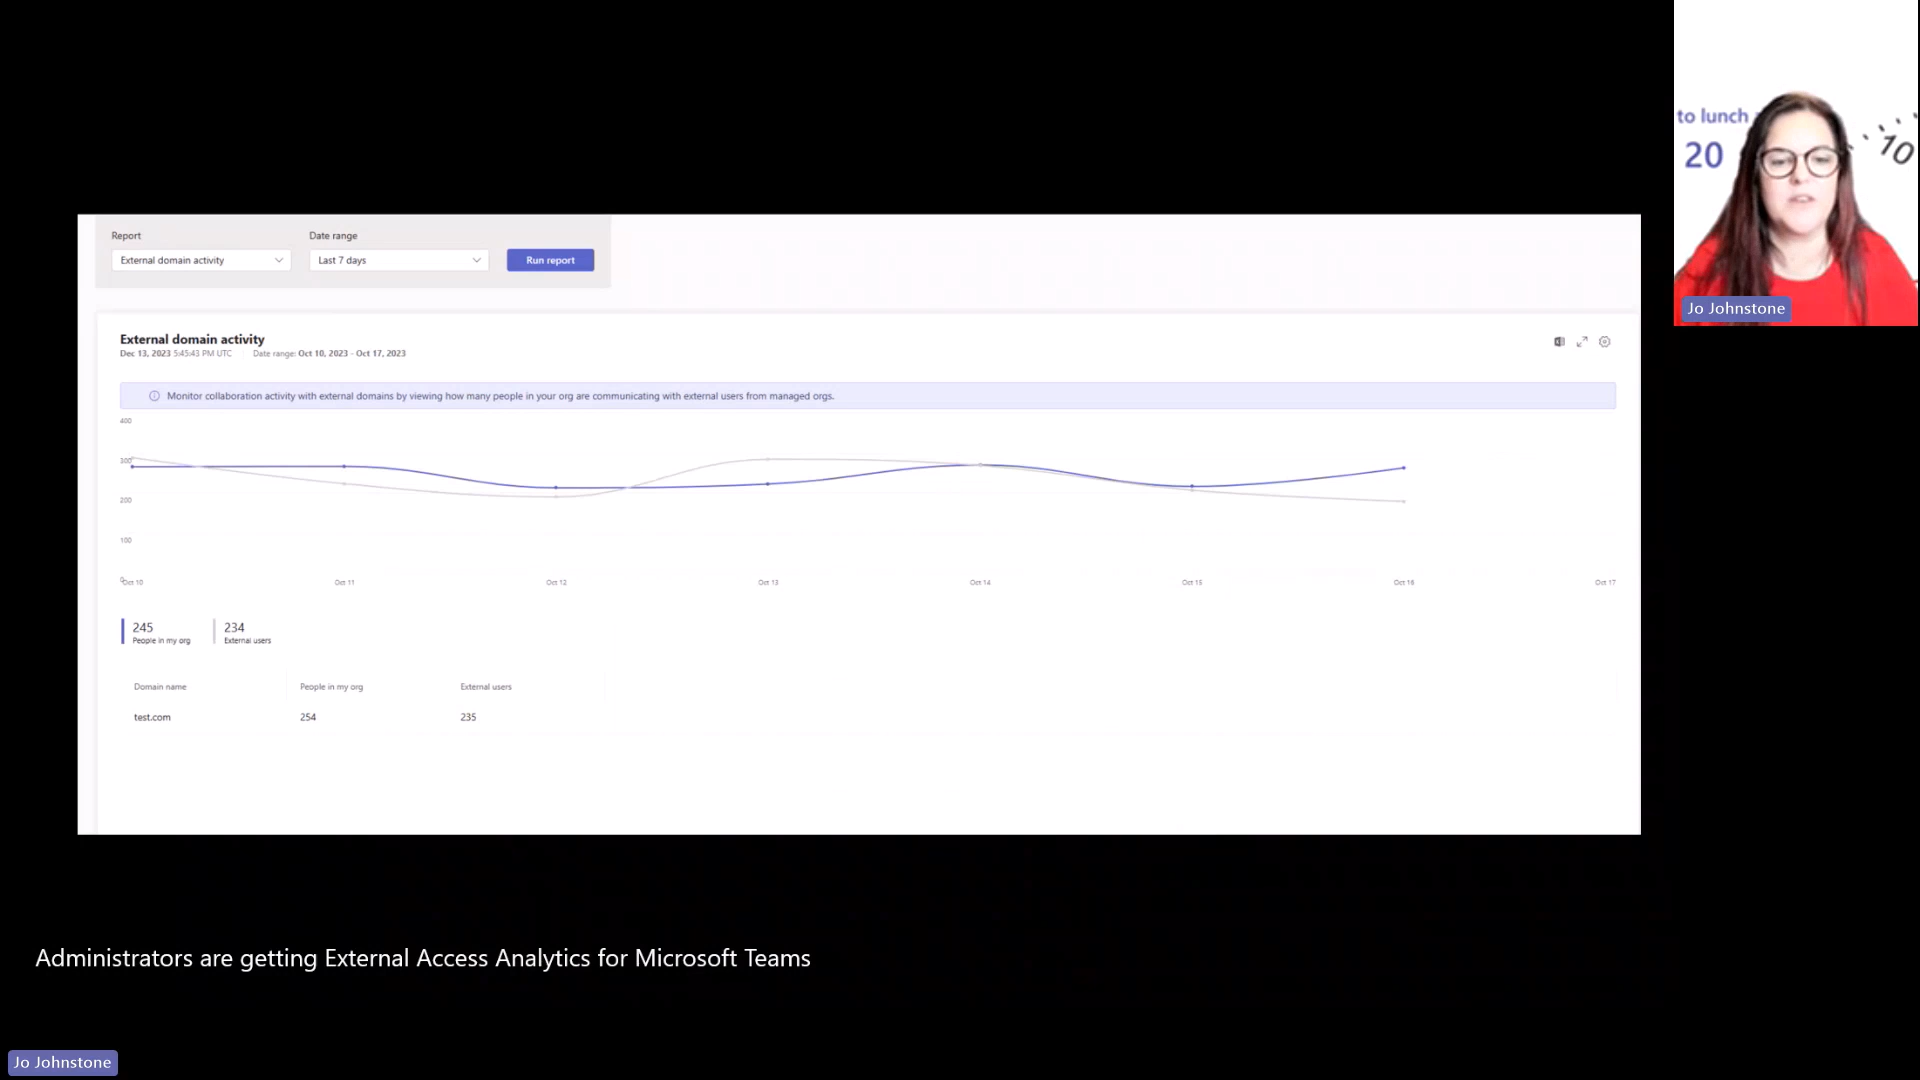 to lunch
20
10
Jo Johnstone
Report
Date range
External domain activity
Last 7 days
Run report
External domain activity
Dec 13, 2023 5:45:43 PM UTC
Date range: Oct 10, 2023 - Oct 17, 2023
Monitor collaboration activity with external domains by viewing how many people in your org are communicating with external users from managed orgs.
400
300
200
100
0
Oct 10
Oct 11
Oct 12
Oct 13
Oct 14
Oct 15
Oct 16
Oct 17
245
People in my org
234
External users
Domain name
People in my org
External users
test.com
254
235
Administrators are getting External Access Analytics for Microsoft Teams
Jo Johnstone